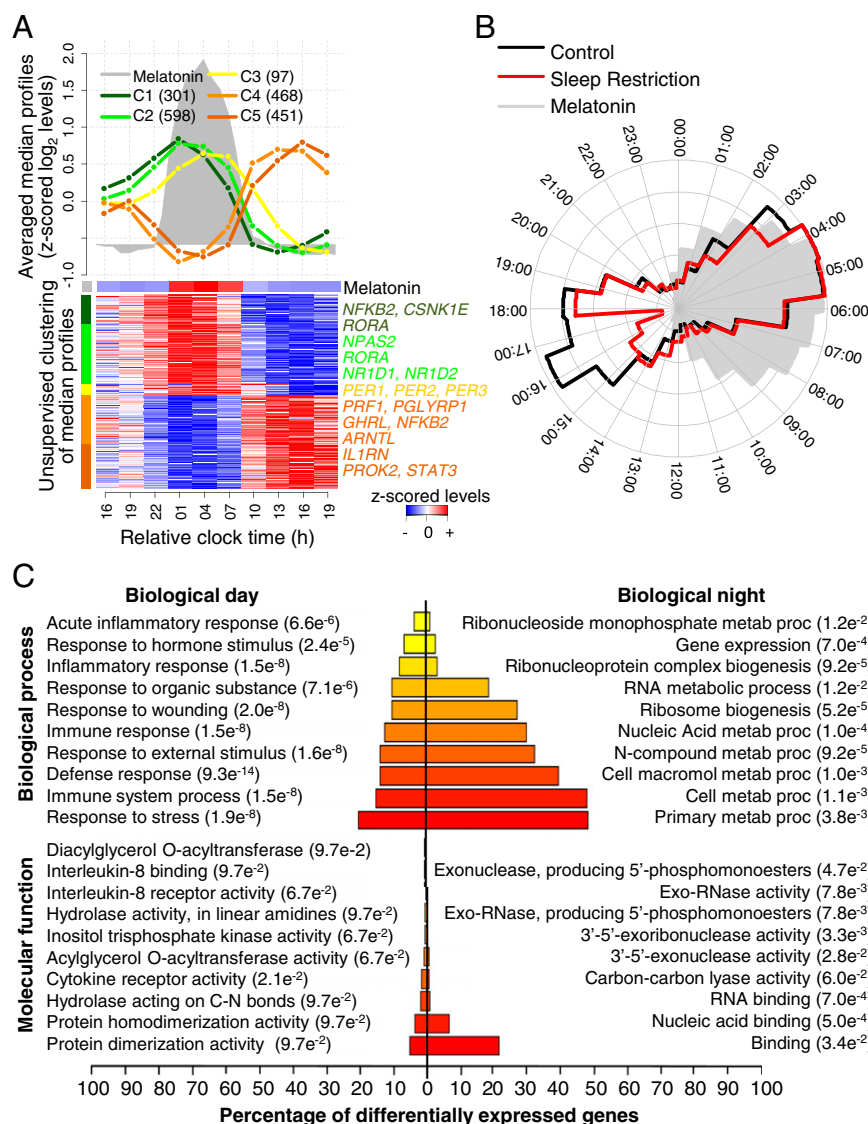 A
Averaged median profiles
(z-scored log2 levels)
2.0
1.5
1.0
0.5
0.0
-1.0
Melatonin
C1 (301)
C2 (598)
C3 (97)
C4 (468)
C5 (451)
Unsupervised clustering
of median profiles
Melatonin
NFKB2, CSNK1E
RORA
NPAS2
RORA
NR1D1, NR1D2
PER1, PER2, PER3
PRF1, PGLYRP1
GHRL, NFKB2
ARNTL
IL1RN
PROK2, STAT3
16 19 22 01 04 07 10 13 16 19
Relative clock time (h)
z-scored levels
- 0 +
B
Control
Sleep Restriction
Melatonin
00:00
01:00
02:00
03:00
04:00
05:00
06:00
07:00
08:00
09:00
10:00
11:00
12:00
13:00
14:00
15:00
16:00
17:00
18:00
19:00
20:00
21:00
22:00
23:00
C
Biological day
Biological night
Biological process
Acute inflammatory response (6.6e-6)
Ribonucleoside monophosphate metab proc (1.2e-2
Response to hormone stimulus (2.4e-5)
Gene expression (7.0e-4
Inflammatory response (1.5e-8)
Ribonucleoprotein complex biogenesis (9.2e-5
Response to organic substance (7.1e-6)
RNA metabolic process (1.2e-2
Response to wounding (2.0e-8)
Ribosome biogenesis (5.2e-5
Immune response (1.5e-8)
Nucleic Acid metab proc (1.0e-4
Response to external stimulus (1.6e-8)
N-compound metab proc (9.2e-5
Defense response (9.3e-14)
Cell macromol metab proc (1.0e-3
Immune system process (1.5e-8)
Cell metab proc (1.1e-3
Response to stress (1.9e-8)
Primary metab proc (3.8e-3
Molecular function
Diacylglycerol O-acyltransferase (9.7e-2)
Interleukin-8 binding (9.7e-2)
Exonuclease, producing 5'-phosphomonoesters (4.7e-2
Interleukin-8 receptor activity (6.7e-2)
Exo-RNase activity (7.8e-3
Hydrolase activity, in linear amidines (9.7e-2)
Exo-RNase, producing 5'-phosphomonoesters (7.8e-3
Inositol trisphosphate kinase activity (6.7e-2)
3'-5'-exoribonuclease activity (3.3e-3
Acylglycerol O-acyltransferase activity (6.7e-2)
3'-5'-exonuclease activity (2.8e-2
Cytokine receptor activity (2.1e-2)
Carbon-carbon lyase activity (6.0e-2
Hydrolase acting on C-N bonds (9.7e-2)
RNA binding (7.0e-4
Protein homodimerization activity (9.7e-2)
Nucleic acid binding (5.0e-4
Protein dimerization activity (9.7e-2)
Binding (3.4e-2
100 90 80 70 60 50 40 30 20 10 0 10 20 30 40 50 60 70 80 90 100
Percentage of differentially expressed genes